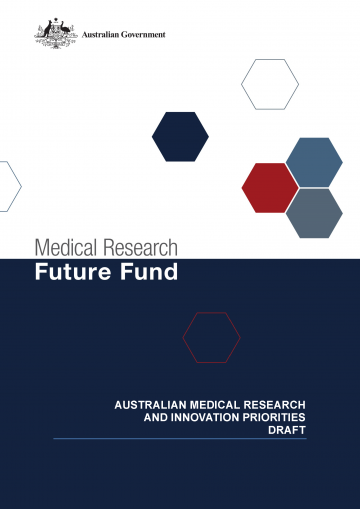 Australian Government
Medical Research
Future Fund
AUSTRALIAN MEDICAL RESEARCH
AND INNOVATION PRIORITIES
DRAFT